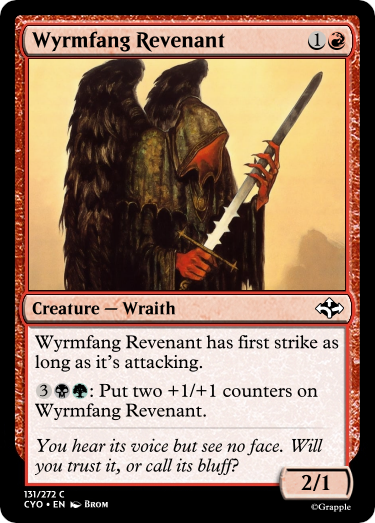 Wyrmfang Revenant 1
Creature — Wraith
Wyrmfang Revenant has first strike as
long as it's attacking.
3: Put two +1/+1 counters on
Wyrmfang Revenant.
You hear its voice but see no face. Will
you trust it, or call its bluff?
2/1
131/272 C
CYO • EN BROM
©Grapple